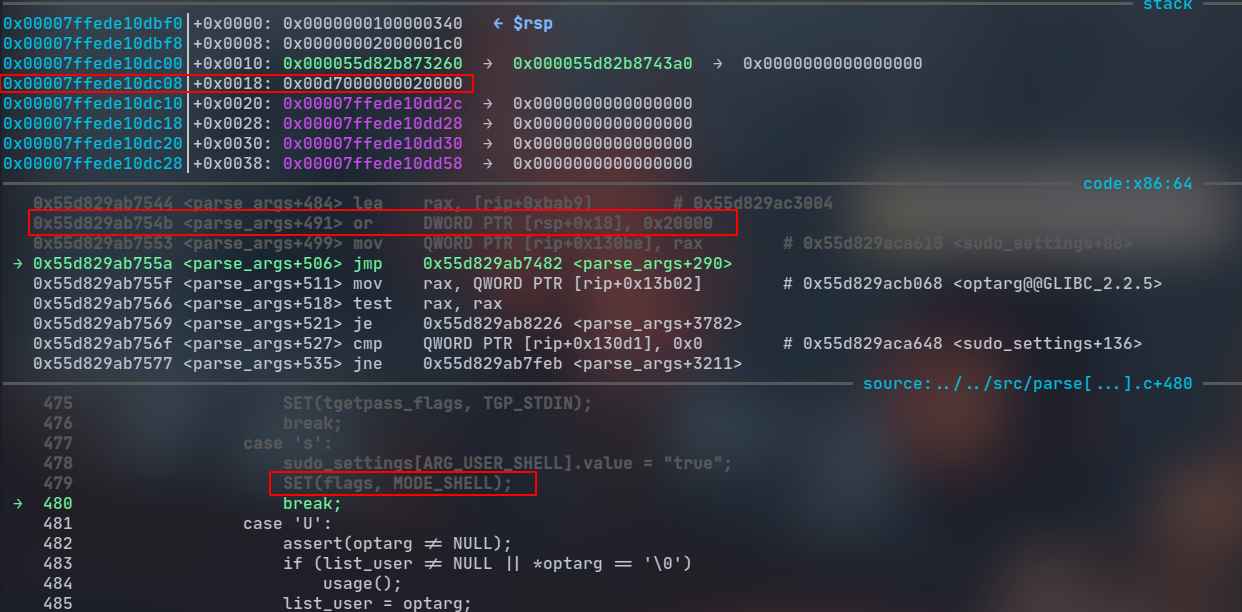 stack
0x00007ffede10dbf0│+0x0000: 0x0000000100000340   ← $rsp
0x00007ffede10dbf8│+0x0008: 0x00000002000001c0
0x00007ffede10dc00│+0x0010: 0x000055d82b873260  →  0x000055d82b8743a0  →  0x0000000000000000
0x00007ffede10dc08│+0x0018: 0x00d7000000020000
0x00007ffede10dc10│+0x0020: 0x00007ffede10dd2c  →  0x0000000000000000
0x00007ffede10dc18│+0x0028: 0x00007ffede10dd28  →  0x0000000000000000
0x00007ffede10dc20│+0x0030: 0x00007ffede10dd30  →  0x0000000000000000
0x00007ffede10dc28│+0x0038: 0x00007ffede10dd58  →  0x0000000000000000
code:x86:64
0x55d829ab7544 <parse_args+484> lea    rax, [rip+0xbab9]        # 0x55d829ac3004
0x55d829ab754b <parse_args+491> or     DWORD PTR [rsp+0x18], 0x20000
0x55d829ab7553 <parse_args+499> mov    QWORD PTR [rip+0x130be], rax        # 0x55d829aca618 <sudo_settings+88>
→ 0x55d829ab755a <parse_args+506> jmp    0x55d829ab7482 <parse_args+290>
0x55d829ab755f <parse_args+511> mov    rax, QWORD PTR [rip+0x13b02]        # 0x55d829acb068 <optarg@@GLIBC_2.2.5>
0x55d829ab7566 <parse_args+518> test   rax, rax
0x55d829ab7569 <parse_args+521> je     0x55d829ab8226 <parse_args+3782>
0x55d829ab756f <parse_args+527> cmp    QWORD PTR [rip+0x130d1], 0x0        # 0x55d829aca648 <sudo_settings+136>
0x55d829ab7577 <parse_args+535> jne    0x55d829ab7feb <parse_args+3211>
source:../../src/parse[...].c+480
475                     SET(tgetpass_flags, TGP_STDIN);
476                     break;
477                 case 's':
478                     sudo_settings[ARG_USER_SHELL].value = "true";
479                     SET(flags, MODE_SHELL);
→ 480                     break;
481                 case 'U':
482                     assert(optarg != NULL);
483                     if (list_user != NULL || *optarg == '\0')
484                         usage();
485                     list_user = optarg;